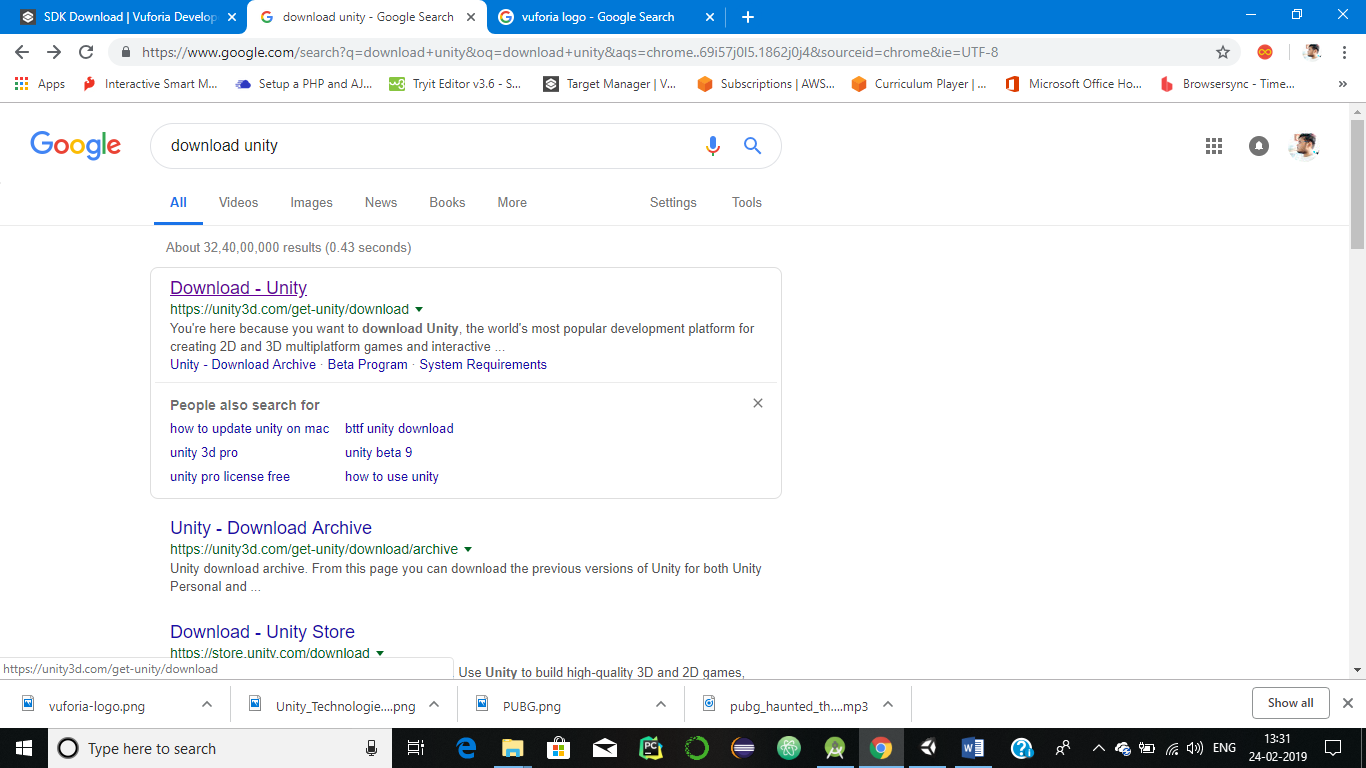 SDK Download | Vuforia Develop
download unity - Google Search
vuforia logo - Google Search
https://www.google.com/search?q=download+unity&oq=download+unity&aqs=chrome..69i57j0l5.1862j0j4&sourceid=chrome&ie=UTF-8
Apps
Interactive Smart M...
Setup a PHP and AJ...
Tryit Editor v3.6 - S...
Target Manager | V...
Subscriptions | AWS...
Curriculum Player | ...
Microsoft Office Ho...
Browsersync - Time...
»
Google
download unity
All Videos Images News Books More Settings Tools
About 32,40,00,000 results (0.43 seconds)
Download - Unity
https://unity3d.com/get-unity/download
You're here because you want to download Unity, the world's most popular development platform for
creating 2D and 3D multiplatform games and interactive ...
Unity - Download Archive · Beta Program · System Requirements
People also search for
how to update unity on mac bttf unity download
unity 3d pro unity beta 9
unity pro license free how to use unity
Unity - Download Archive
https://unity3d.com/get-unity/download/archive
Unity download archive. From this page you can download the previous versions of Unity for both Unity
Personal and ...
Download - Unity Store
https://store.unity.com/download
https://unity3d.com/get-unity/download
Use Unity to build high-quality 3D and 2D games,
vuforia-logo.png
Unity_Technologie....png
PUBG.png
pubg_haunted_th....mp3
Show all
Type here to search
PC
ENG
13:31
24-02-2019